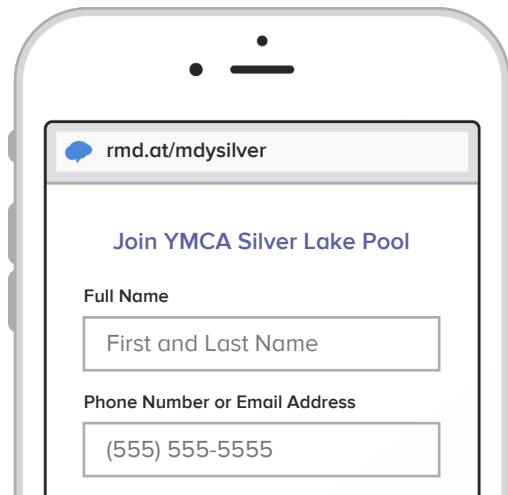 rmd.at/mdysilver
Join YMCA Silver Lake Pool
Full Name
First and Last Name
Phone Number or Email Address
(555) 555-5555